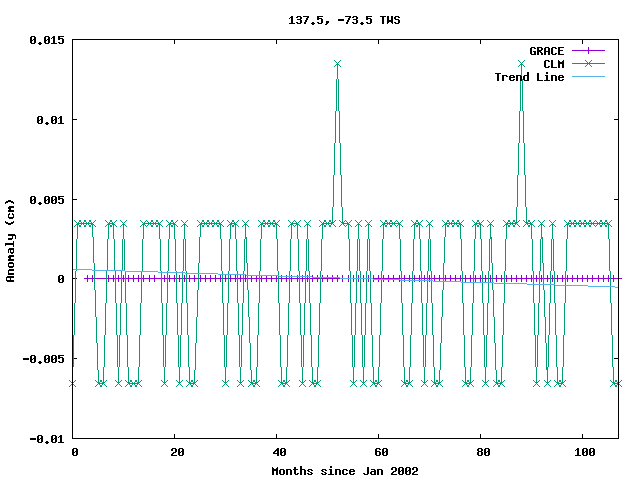 137.5, -73.5 TWS
0.015
0.01
0.005
0
-0.005
-0.01
Anomaly (cm)
GRACE
CLM
Trend Line
0 20 40 60 80 100
Months since Jan 2002